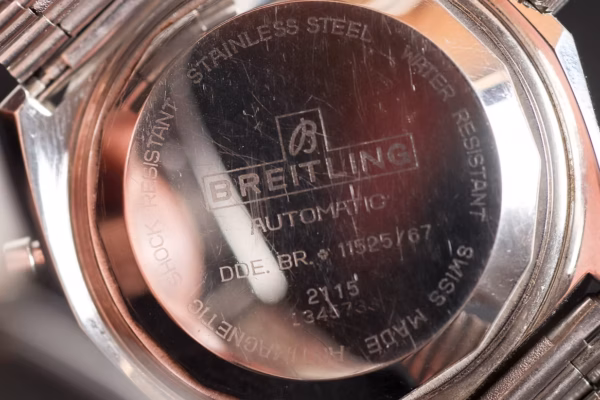 STAINLESS STEEL
WATER RESISTANT
SWISS MADE
ANTIMAGNETIC
SHOCK RESISTANT
B
BREITLING
AUTOMATIC
DDE. BR. 11525/67
2115